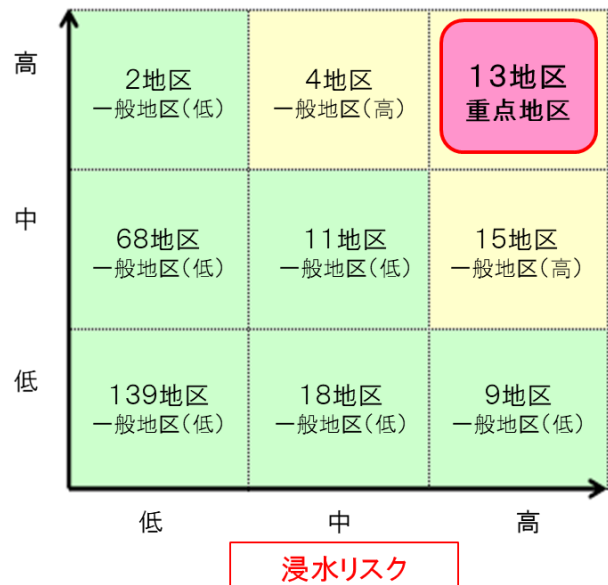 高
2地区
一般地区(低)
4地区
一般地区(高)
13地区
重点地区
中
68地区
一般地区(低)
11地区
一般地区(低)
15地区
一般地区(高)
低
139地区
一般地区(低)
18地区
一般地区(低)
9地区
一般地区(低)
低
中
高
浸水リスク